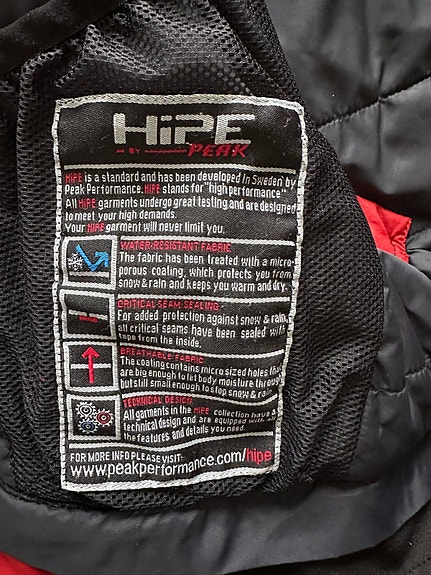 HiPE
BY PEAK
HiPE is a standard and has been developed in Sweden by
Peak Performance. HiPE stands for "high performance".
All HiPE garments undergo great testing and are designed
to meet your high demands.
Your HiPE garment will never limit you.
WATER-RESISTANT FABRIC
The fabric has been treated with a micro-
porous coating, which protects you from
snow & rain and keeps you warm and dry.
CRITICAL SEAM SEALING
For added protection against snow & rain,
all critical seams have been sealed with
tape from the inside.
BREATHABLE FABRIC
The coating contains micro sized holes that
are big enough to let body moisture through
but still small enough to stop snow & rain.
TECHNICAL DESIGN
All garments in the HiPE collection have a
technical design and are equipped with all
the features and details you need.
FOR MORE INFO PLEASE VISIT:
www.peakperformance.com/hipe